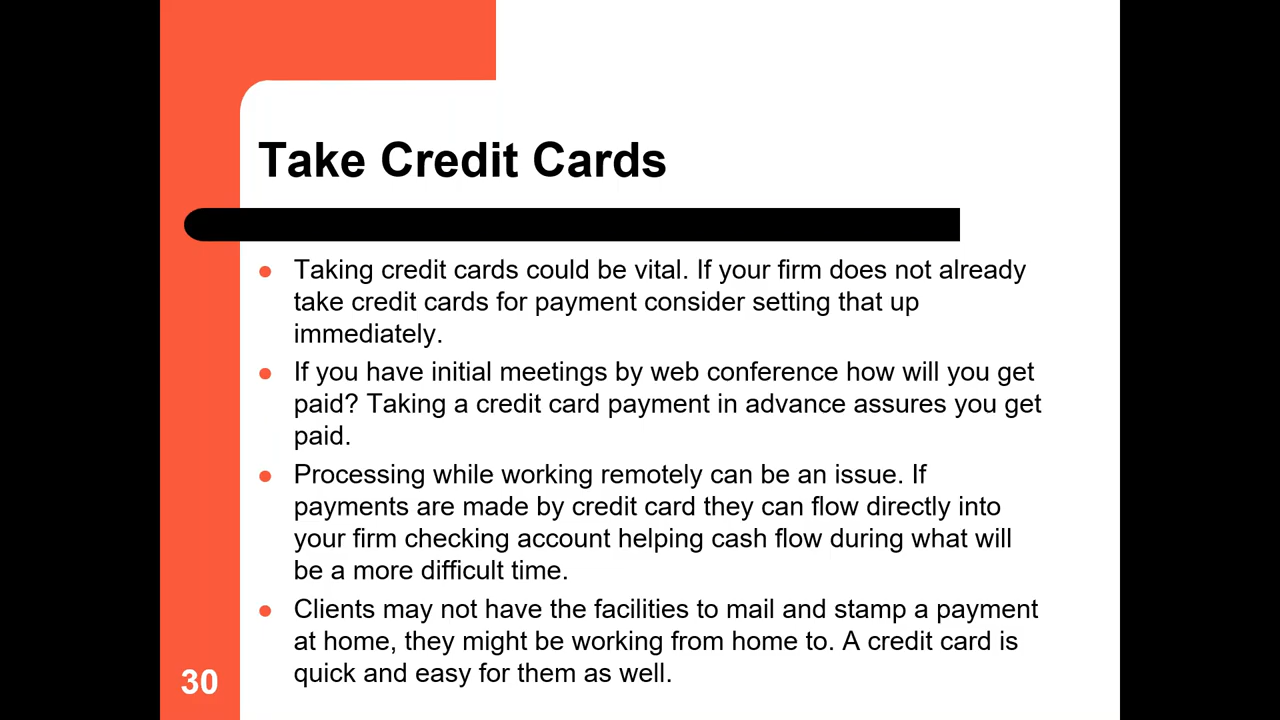 Take Credit Cards
Taking credit cards could be vital. If your firm does not already
take credit cards for payment consider setting that up
immediately.
If you have initial meetings by web conference how will you get
paid? Taking a credit card payment in advance assures you get
paid.
Processing while working remotely can be an issue. If
payments are made by credit card they can flow directly into
your firm checking account helping cash flow during what will
be a more difficult time.
Clients may not have the facilities to mail and stamp a payment
at home, they might be working from home to. A credit card is
quick and easy for them as well.
30